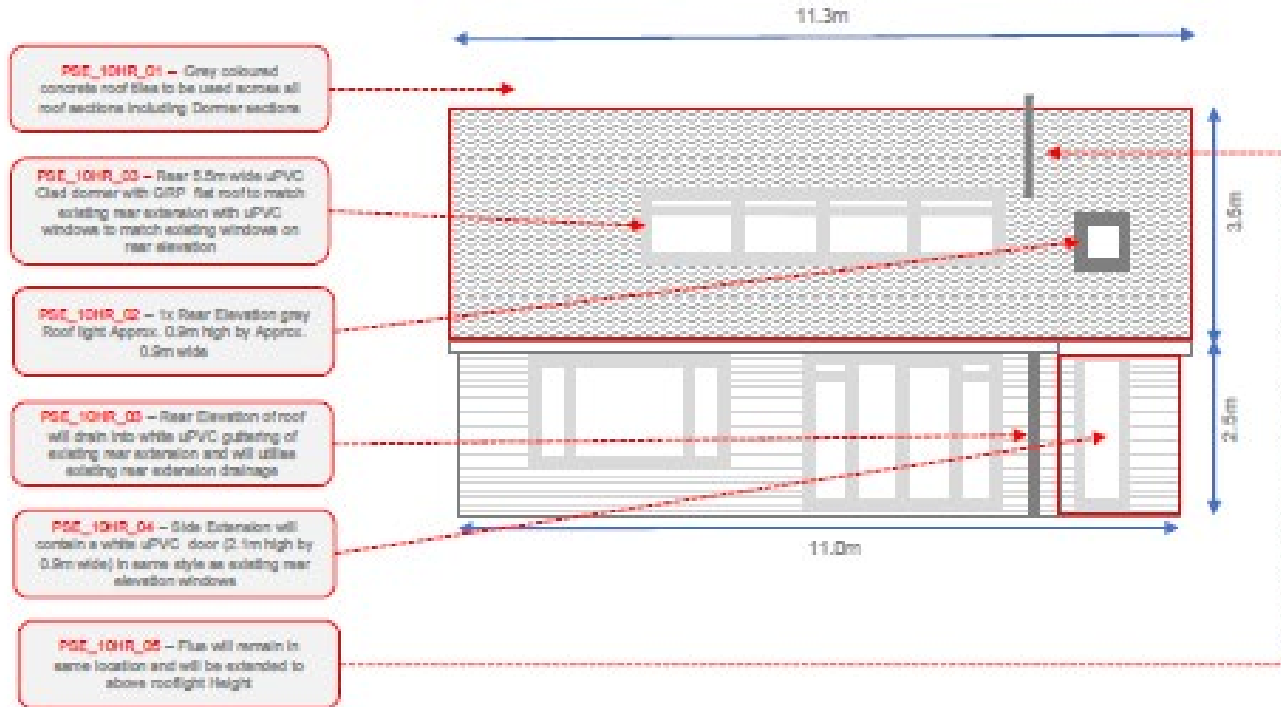 11.3m
PSE_10HR_01 – Grey coloured
concrete roof tiles to be used across all
roof sections including Dormer sections
PSE_10HR_03 – Rear 5.5m wide uPVC
Clad dormer with GRP flat roof to match
existing rear extension with uPVC
windows to match existing windows on
rear elevation
3.5m
PSE_10HR_02 – 1x Rear Elevation grey
Roof light Approx. 0.9m high by Approx.
0.9m wide
PSE_10HR_03 – Rear Elevation of roof
will drain into white uPVC guttering of
existing rear extension and will utilise
existing rear extension drainage
2.5m
PSE_10HR_04 – Side Extension will
contain a white uPVC door (2.1m high by
0.9m wide) in same style as existing rear
elevation windows
11.0m
PSE_10HR_05 – Flue will remain in
same location and will be extended to
above rooflight Height